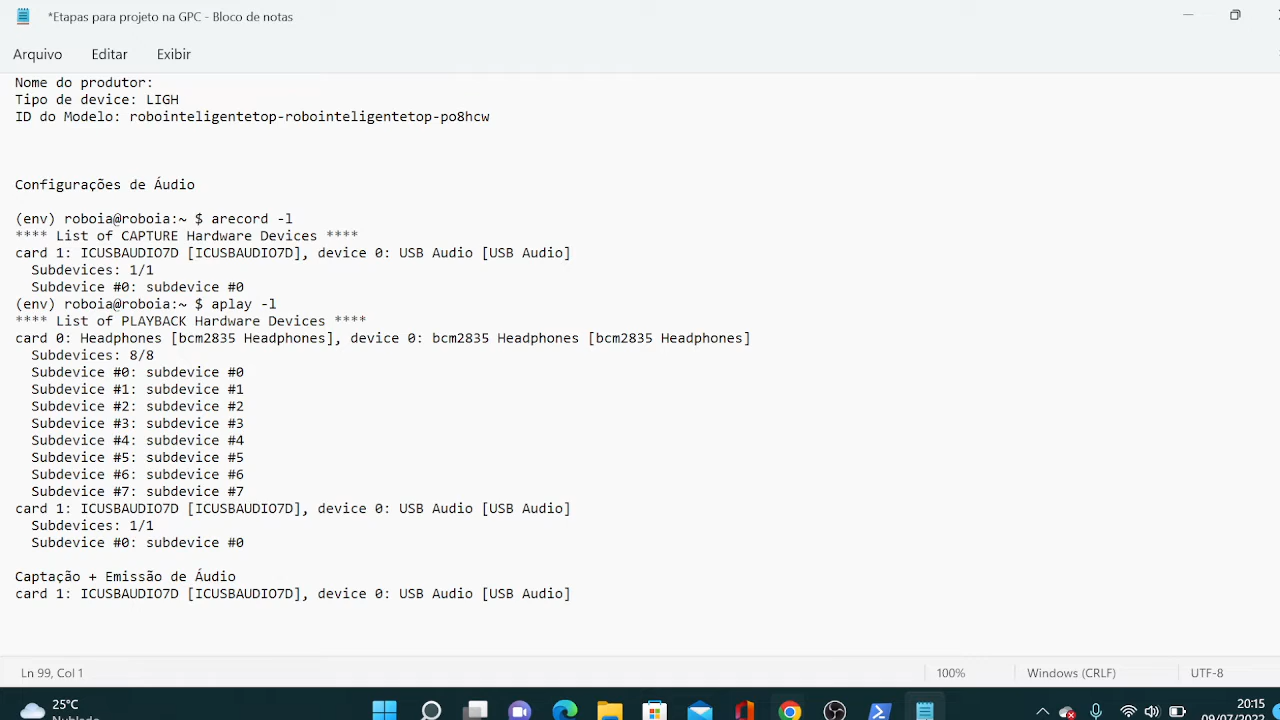 *Etapas para projeto na GPC - Bloco de notas
Arquivo Editar Exibir
Nome do produtor:
Tipo de device: LIGH
ID do Modelo: robointeligentetop-robointeligentetop-po8hcw
Configurações de Áudio
(env) roboia@roboia:~ $ arecord -l
**** List of CAPTURE Hardware Devices ****
card 1: ICUSBAUDIO7D [ICUSBAUDIO7D], device 0: USB Audio [USB Audio]
Subdevices: 1/1
Subdevice #0: subdevice #0
(env) roboia@roboia:~ $ aplay -l
**** List of PLAYBACK Hardware Devices ****
card 0: Headphones [bcm2835 Headphones], device 0: bcm2835 Headphones [bcm2835 Headphones]
Subdevices: 8/8
Subdevice #0: subdevice #0
Subdevice #1: subdevice #1
Subdevice #2: subdevice #2
Subdevice #3: subdevice #3
Subdevice #4: subdevice #4
Subdevice #5: subdevice #5
Subdevice #6: subdevice #6
Subdevice #7: subdevice #7
card 1: ICUSBAUDIO7D [ICUSBAUDIO7D], device 0: USB Audio [USB Audio]
Subdevices: 1/1
Subdevice #0: subdevice #0
Captação + Emissão de Áudio
card 1: ICUSBAUDIO7D [ICUSBAUDIO7D], device 0: USB Audio [USB Audio]
Ln 99, Col 1 100% Windows (CRLF) UTF-8
25°C 20:15
Nublado 09/07/2022